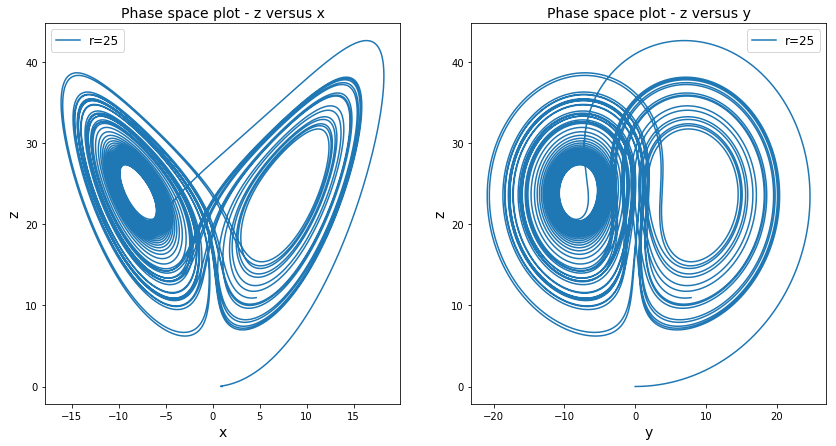 Phase space plot - z versus x
r=25
z
40
30
20
10
0
−15 −10 −5 0 5 10 15
x
Phase space plot - z versus y
r=25
z
40
30
20
10
0
−20 −10 0 10 20
y